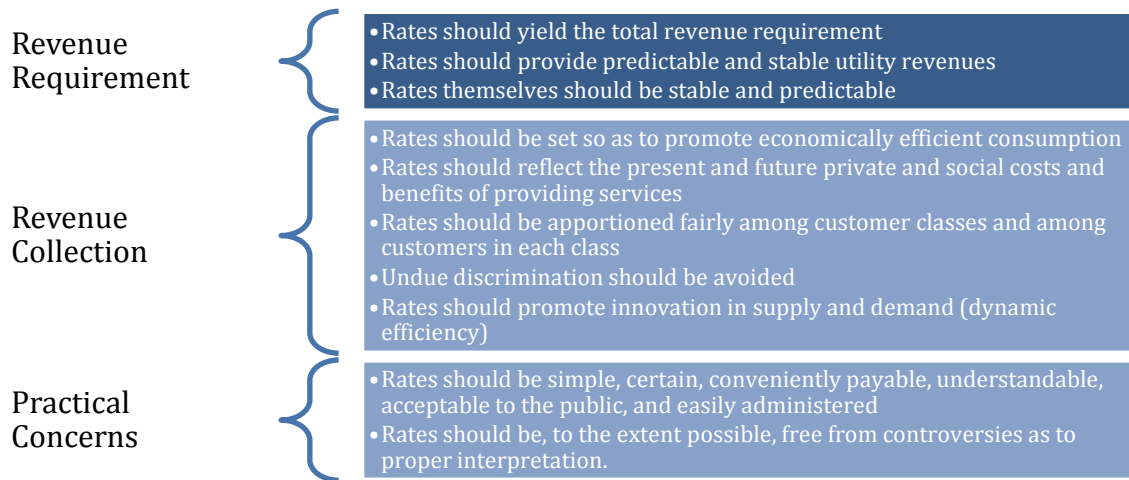 Revenue
Requirement
•Rates should yield the total revenue requirement
•Rates should provide predictable and stable utility revenues
•Rates themselves should be stable and predictable
Revenue
Collection
•Rates should be set so as to promote economically efficient consumption
•Rates should reflect the present and future private and social costs and
benefits of providing services
•Rates should be apportioned fairly among customer classes and among
customers in each class
•Undue discrimination should be avoided
•Rates should promote innovation in supply and demand (dynamic
efficiency)
Practical
Concerns
•Rates should be simple, certain, conveniently payable, understandable,
acceptable to the public, and easily administered
•Rates should be, to the extent possible, free from controversies as to
proper interpretation.